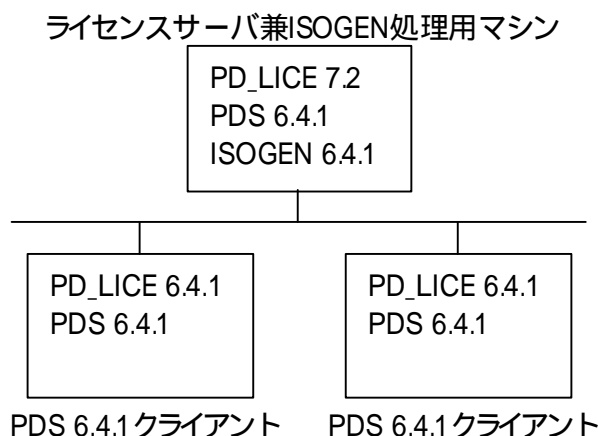 ライセンスサーバ兼ISOGEN処理用マシン
PD_LICE 7.2
PDS 6.4.1
ISOGEN 6.4.1
PD_LICE 6.4.1
PDS 6.4.1
PD_LICE 6.4.1
PDS 6.4.1
PDS 6.4.1クライアント
PDS 6.4.1クライアント